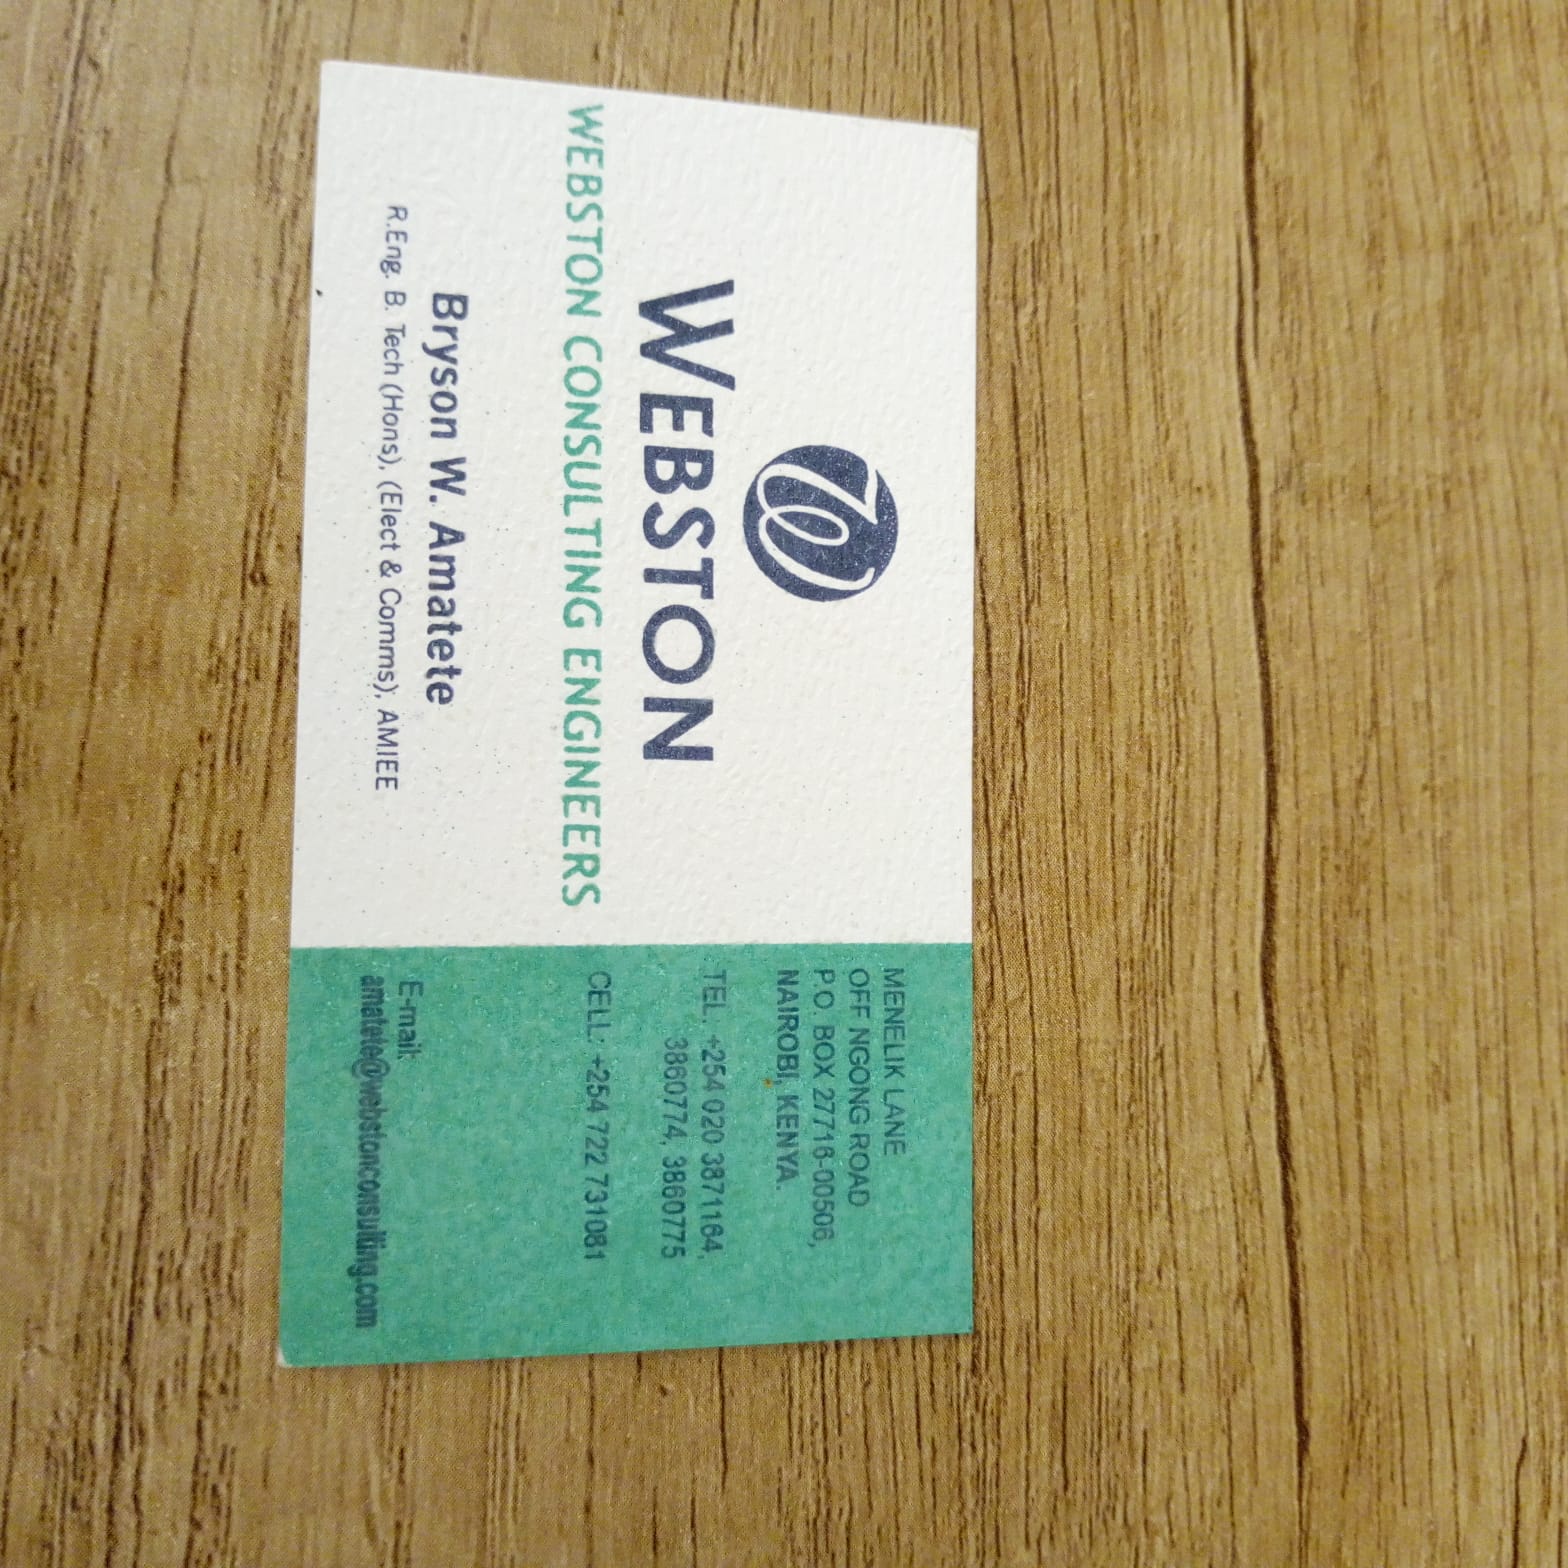 WEBSTON
WEBSTON CONSULTING ENGINEERS
Bryson W. Amatete
R.Eng. B. Tech (Hons), (Elect & Comms), AMIEE
MENELIK LANE
OFF NGONG ROAD
P.O. BOX 27718-00506,
NAIROBI, KENYA.
TEL: +254 020 3871164,
3860774, 3860775
CELL: +254 722 731081
E-mail:
amatete@webstonconsulting.com